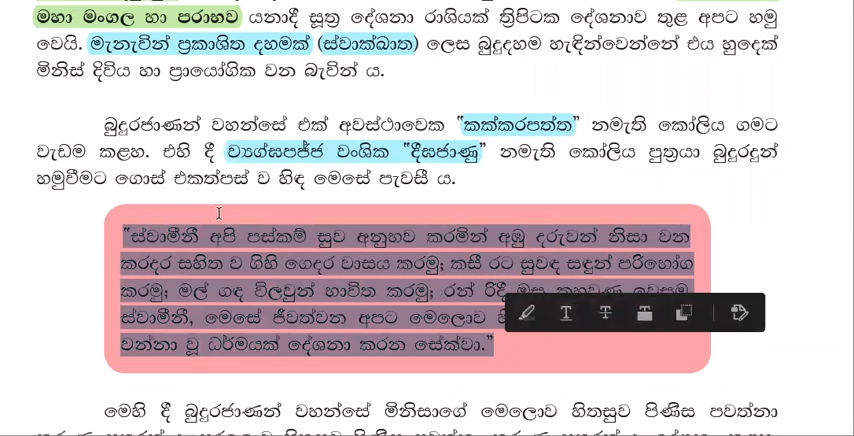 මහා මංගල හා පරාභව යනාදී සූත්‍ර දේශනා රාශියක් ත්‍රිපිටක දේශනාව තුළ අපට හමු
වෙයි. මැනැවින් ප්‍රකාශිත දහමක් (ස්වාක්ඛාත) ලෙස බුදුදහම හැඳින්වෙන්නේ එය හුදෙක්
මිනිස් දිවිය හා ප්‍රායෝගික වන බැවින් ය.
බුදුරජාණන් වහන්සේ එක් අවස්ථාවෙක “කක්කරපත්ත” නමැති කෝලිය ගමට
වැඩම කළහ. එහි දී ව්‍යග්ඝපජ්ජ වංශික “දීඝජාණු” නමැති කෝලිය පුත්‍රයා බුදුරදුන්
හමුවීමට ගොස් එකත්පස් ව හිඳ මෙසේ පැවසී ය.
“ස්වාමීනී අපි පස්කම් සුව අනුභව කරමින් අඹු දරුවන් නිසා වන
කරදර සහිත ව ගිහි ගෙදර වාසය කරමු; කසී රට සුවඳ සඳුන් පරිභෝග
කරමු; මල් ගඳ විලවුන් භාවිත කරමු; රන් රිදී
ස්වාමීනී, මෙසේ ජීවත්වන අපට මෙලොව
වන්නා වූ ධර්මයක් දේශනා කරන සේක්වා.”
මෙහි දී බුදුරජාණන් වහන්සේ මිනිසාගේ මෙලොව හිතසුව පිණිස පවත්නා